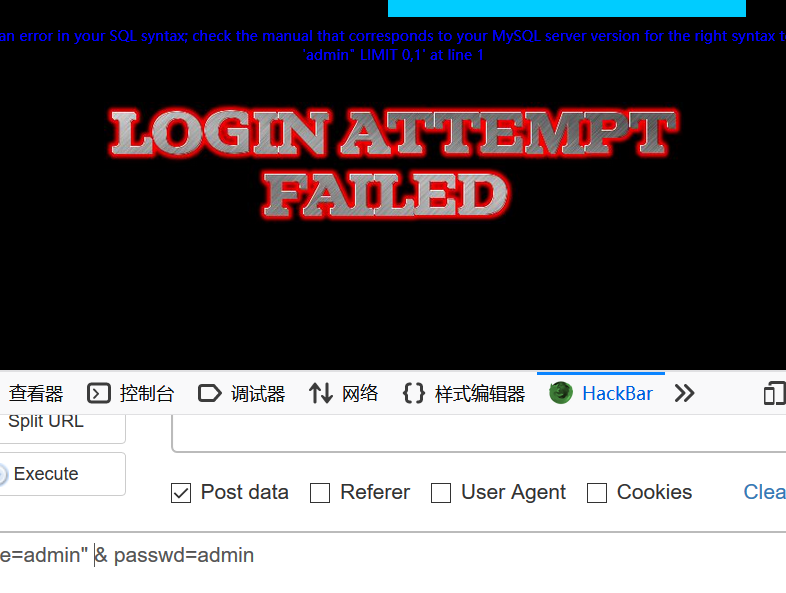 an error in your SQL syntax; check the manual that corresponds to your MySQL server version for the right syntax
'admin" LIMIT 0,1' at line 1
LOGIN ATTEMPT
FAILED
查看器 控制台 调试器 网络 {} 样式编辑器 HackBar
Split URL
Execute
Post data Referer User Agent Cookies Clea
e=admin" & passwd=admin